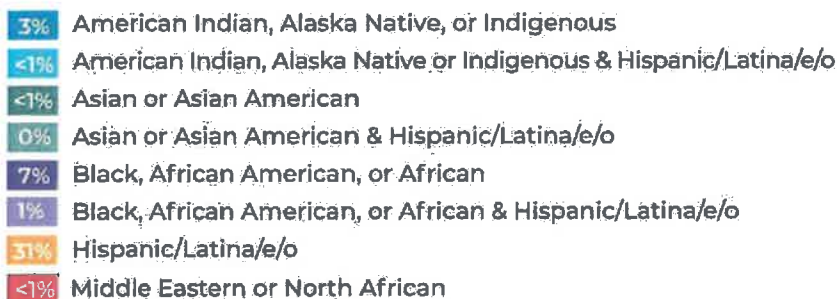 3% American Indian, Alaska Native, or Indigenous
<1% American Indian, Alaska Native or Indigenous & Hispanic/Latina/e/o
<1% Asian or Asian American
0% Asian or Asian American & Hispanic/Latina/e/o
7% Black, African American, or African
1% Black, African American, or African & Hispanic/Latina/e/o
31% Hispanic/Latina/e/o
<1% Middle Eastern or North African